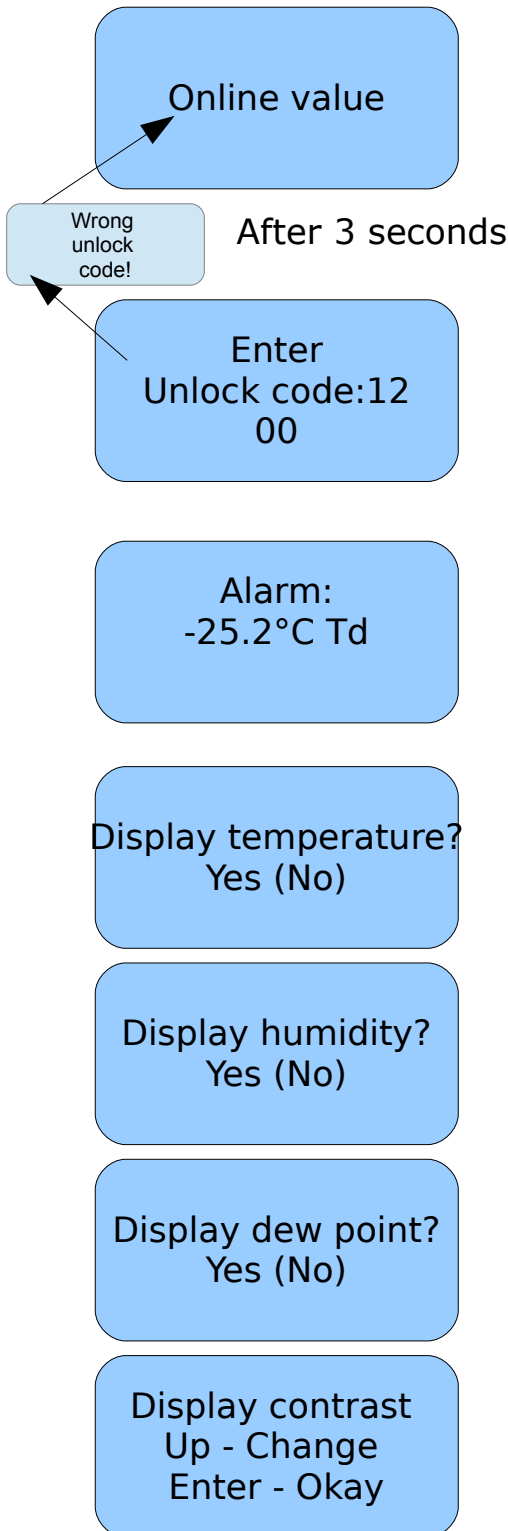 Online value
Wrong
unlock
code!
After 3 seconds
Enter
Unlock code:12
00
Alarm:
-25.2°C Td
Display temperature?
Yes (No)
Display humidity?
Yes (No)
Display dew point?
Yes (No)
Display contrast
Up - Change
Enter - Okay